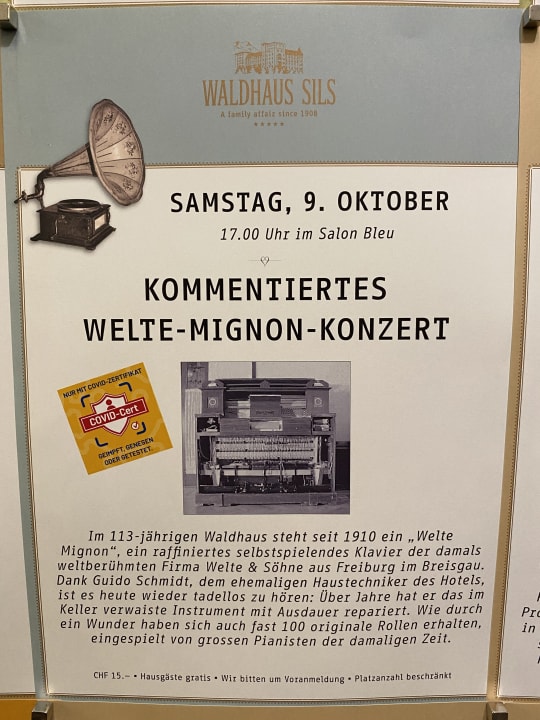 WALDHAUS SILS
A family affair since 1908
SAMSTAG, 9. OKTOBER
17.00 Uhr im Salon Bleu
KOMMENTIERTES
WELTE-MIGNON-KONZERT
NUR MIT COVID-ZERTIFIKAT
COVID-Cert
GEIMPFT, GENESEN
ODER GETESTET.
Im 113-jährigen Waldhaus steht seit 1910 ein „Welte
Mignon“, ein raffiniertes selbstspielendes Klavier der damals
weltberühmten Firma Welte & Söhne aus Freiburg im Breisgau.
Dank Guido Schmidt, dem ehemaligen Haustechniker des Hotels,
ist es heute wieder tadellos zu hören: Über Jahre hat er das im
Keller verwaiste Instrument mit Ausdauer repariert. Wie durch
ein Wunder haben sich auch fast 100 originale Rollen erhalten,
eingespielt von grossen Pianisten der damaligen Zeit.
CHF 15.– • Hausgäste gratis • Wir bitten um Voranmeldung • Platzanzahl beschränkt